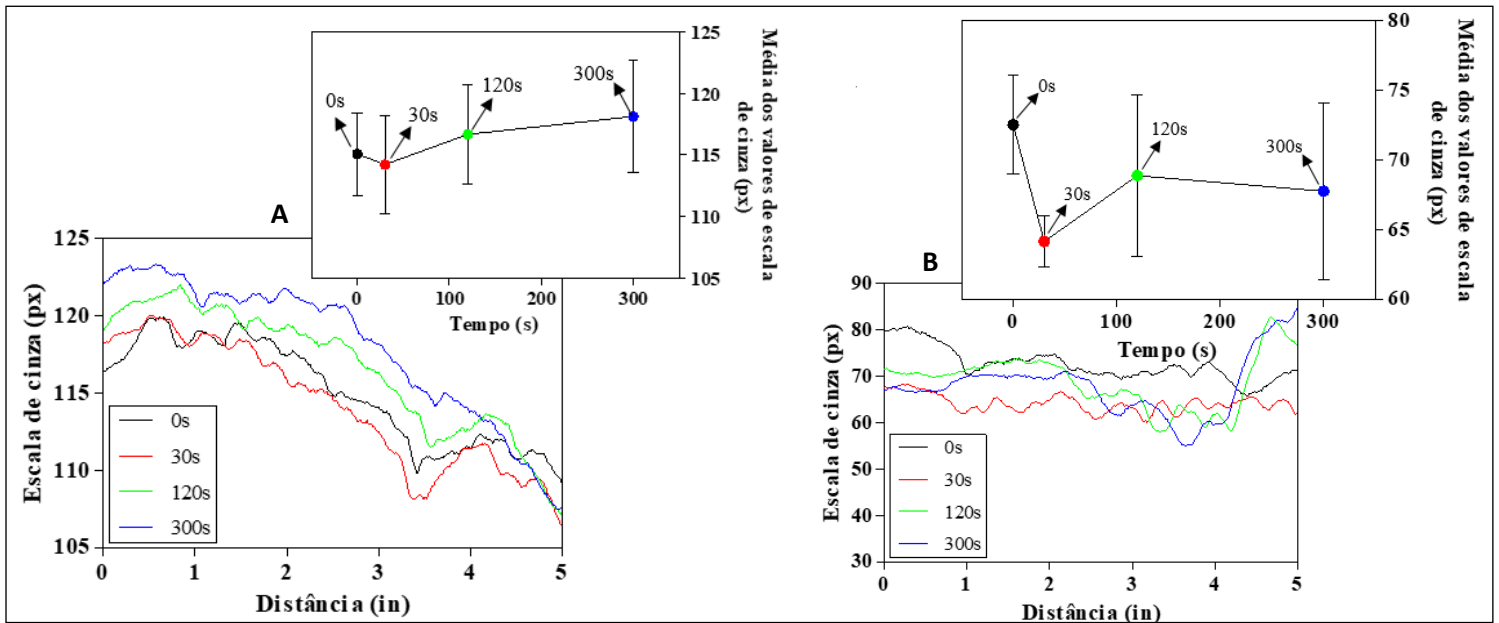 A
125
120
115
110
105
Escala de cinza (px)
0
1
2
3
4
5
Distância (in)
0s
30s
120s
300s
0s
30s
120s
300s
125
120
115
110
105
Média dos valores de escala
de cinza (px)
0
100
200
300
Tempo (s)
B
90
80
70
60
50
40
30
Escala de cinza (px)
0
1
2
3
4
5
Distância (in)
0s
30s
120s
300s
0s
30s
120s
300s
80
75
70
65
60
Média dos valores de escala
de cinza (px)
0
100
200
300
Tempo (s)